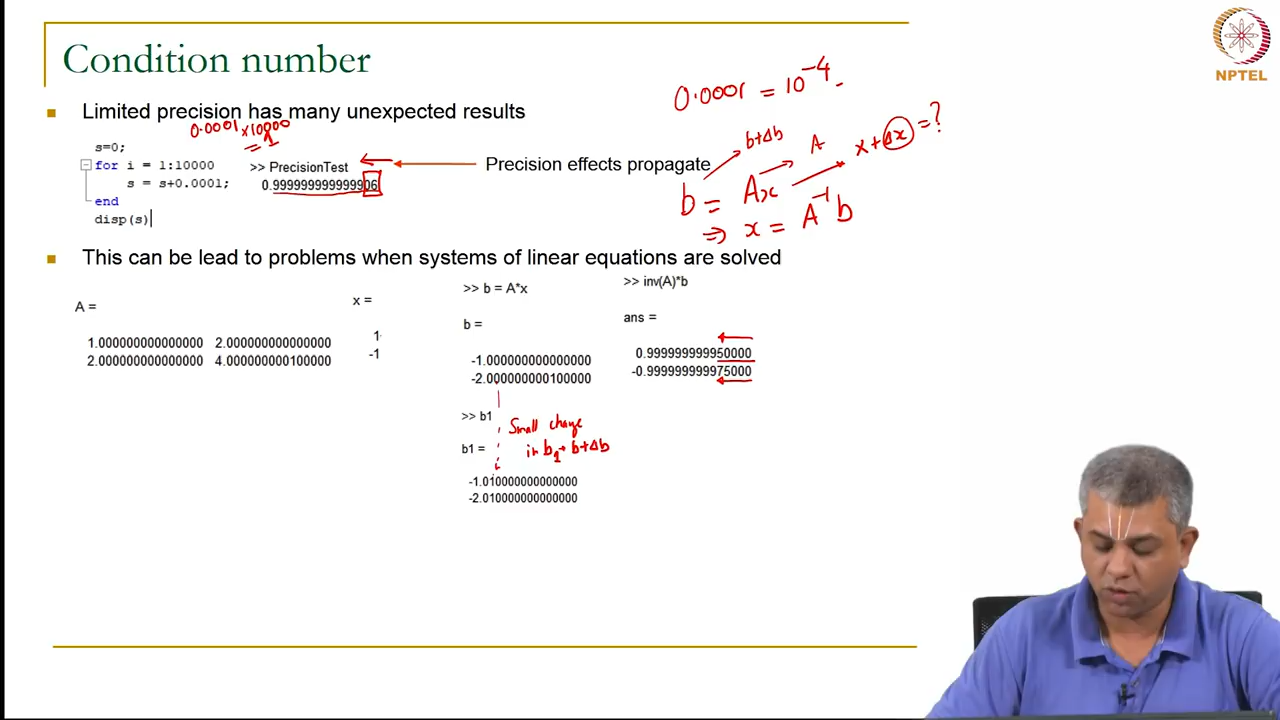 Condition number
NPTEL
Limited precision has many unexpected results
0.0001 = 10^-4
0.0001 × 10000
= 1
s=0;
for i = 1:10000
s = s+0.0001;
end
disp(s)
>> PrecisionTest
0.99999999999990 6
Precision effects propagate
b+Δb
A
x+Δx = ?
b = Ax
⇒ x = A^-1 b
This can be lead to problems when systems of linear equations are solved
A =
1.000000000000000 2.000000000000000
2.000000000000000 4.000000000100000
x =
1
-1
>> b = A*x
b =
-1.000000000000000
-2.000000000100000
>> inv(A)*b
ans =
0.999999999950000
-0.999999999975000
>> b1
b1 =
-1.010000000000000
-2.010000000000000
Small change
in b1 → b+Δb